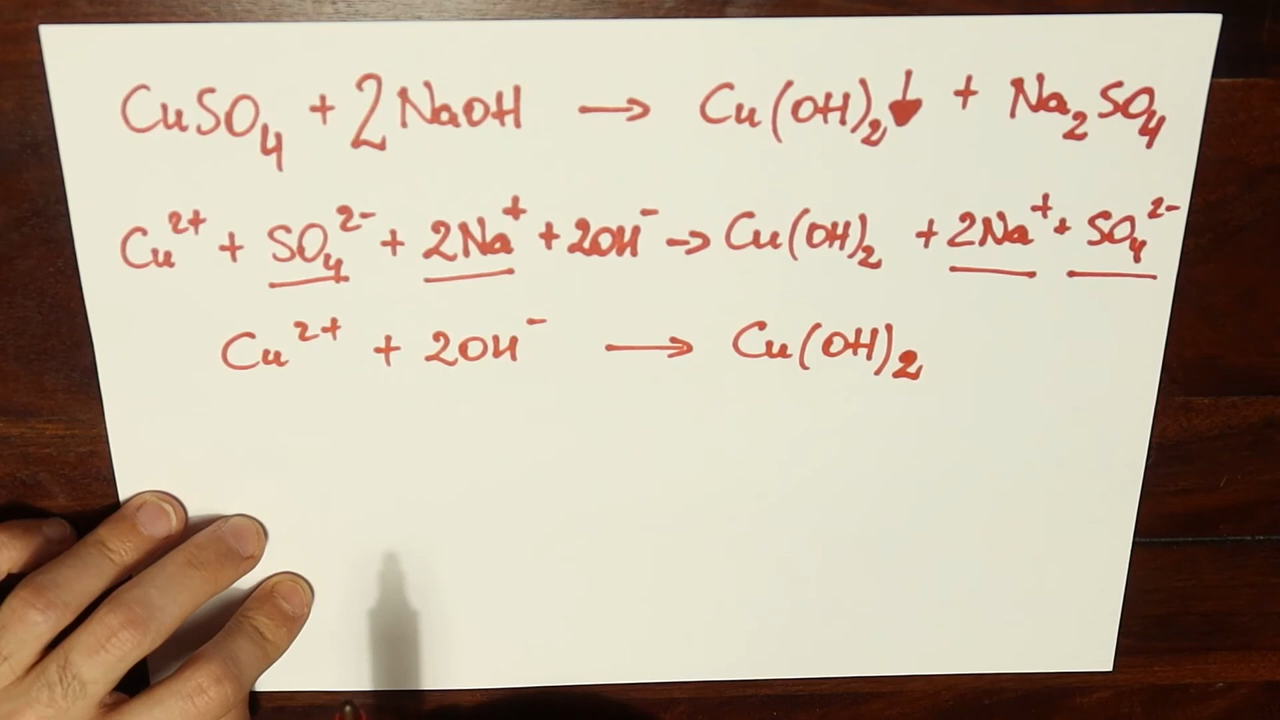 CuSO₄ + 2NaOH → Cu(OH)₂↓ + Na₂SO₄
Cu²⁺ + SO₄²⁻ + 2Na⁺ + 2OH⁻ → Cu(OH)₂ + 2Na⁺ + SO₄²⁻
Cu²⁺ + 2OH⁻ → Cu(OH)₂